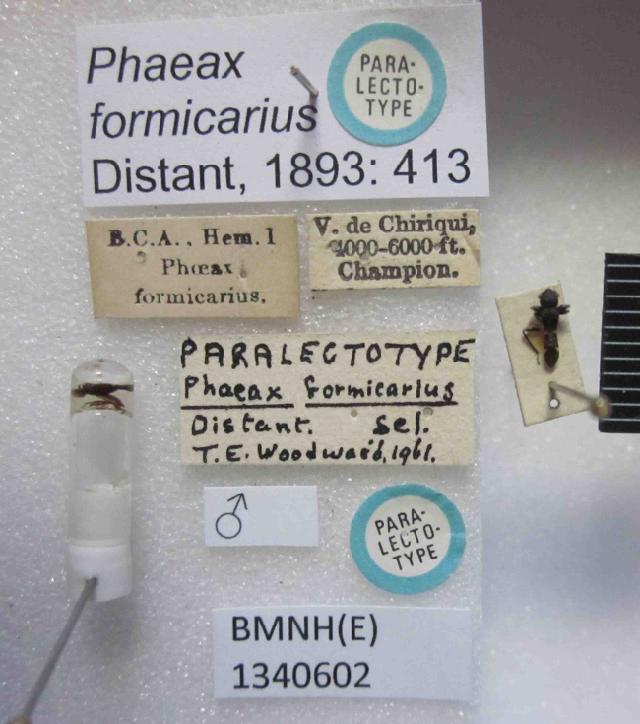 Phaeax
formicarius
Distant, 1893: 413
PARA-
LECTO-
TYPE
B.C.A., Hem. 1
Phœax
formicarius.
V. de Chiriqui,
4000-6000 ft.
Champion.
PARALECTOTYPE
Phaeax formicarius
Distant. Sel.
T.E. Woodward, 1961.
♂
PARA-
LECTO-
TYPE
BMNH(E)
1340602